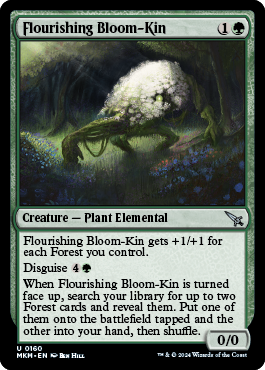 Flourishing Bloom-Kin 1
Creature — Plant Elemental
Flourishing Bloom-Kin gets +1/+1 for
each Forest you control.
Disguise 4
When Flourishing Bloom-Kin is turned
face up, search your library for up to two
Forest cards and reveal them. Put one of
them onto the battlefield tapped and the
other into your hand, then shuffle.
0/0
U 0160
MKM • EN Ben Hill
™ & © 2024 Wizards of the Coast